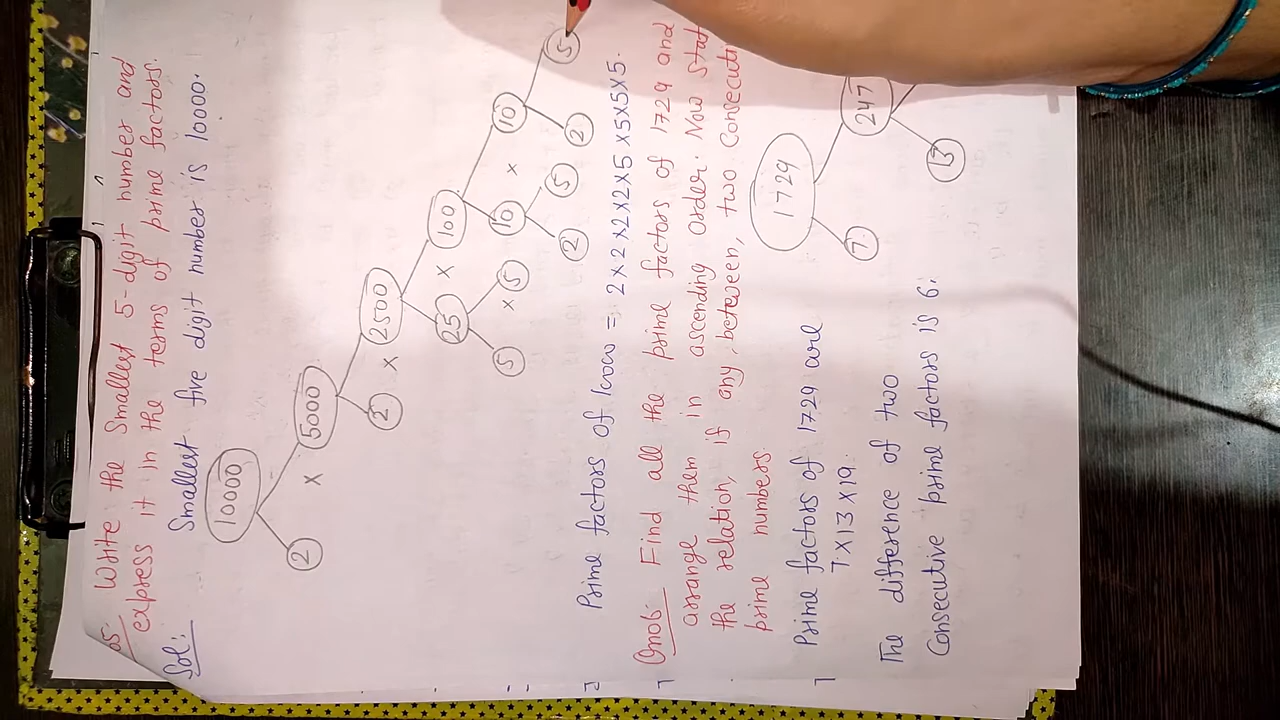 Write the Smallest 5-digit number and
express it in the terms of prime factors.
Sol:
Smallest five digit number is 10000.
10000
2 × 5000
2 × 2500
25 × 100
5 × 5 10 × 10
2 5 2 5
Prime factors of 10000 = 2×2×2×2×5×5×5×5.
Qno6. Find all the prime factors of 1729 and
arrange them in ascending order. Now stat
the relation, if any, between, two consecuti
prime numbers
Prime factors of 1729 are
7×13×19.
The difference of two
Consecutive prime factors is 6.
1729
7 247
13